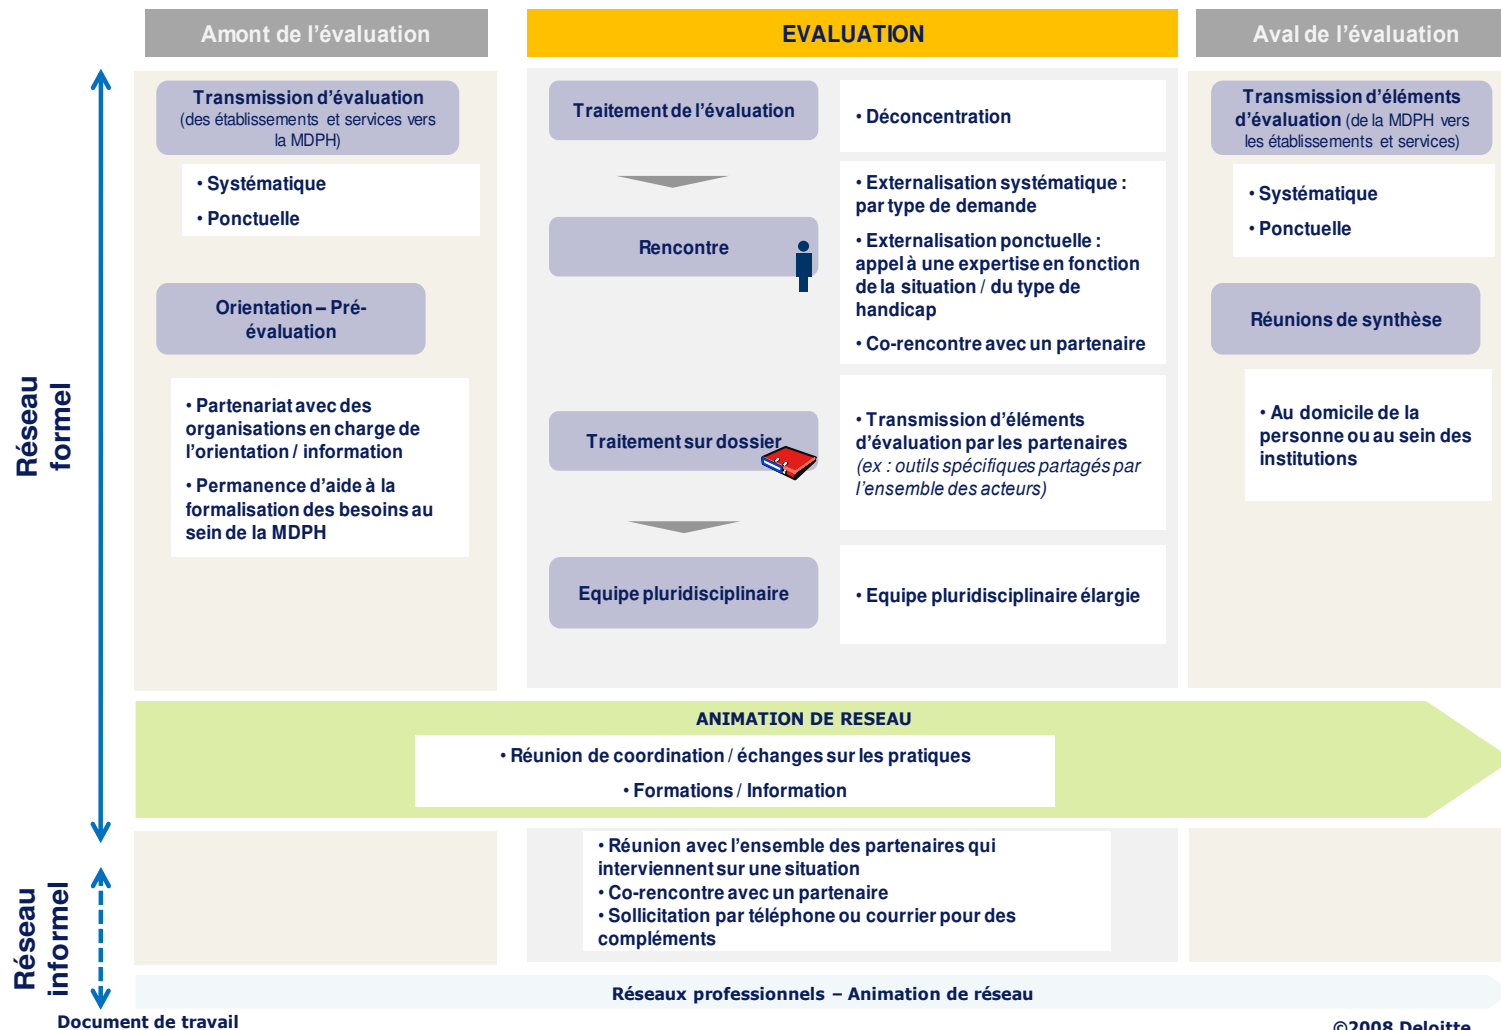 Amont de l'évaluation
EVALUATION
Aval de l'évaluation
Réseau
formel
Transmission d'évaluation
(des établissements et services vers
la MDPH)
• Systématique
• Ponctuelle
Orientation – Pré-
évaluation
• Partenariat avec des
organisations en charge de
l'orientation / information
• Permanence d'aide à la
formalisation des besoins au
sein de la MDPH
Traitement de l'évaluation
• Déconcentration
Rencontre
• Externalisation systématique :
par type de demande
• Externalisation ponctuelle :
appel à une expertise en fonction
de la situation / du type de
handicap
• Co-rencontre avec un partenaire
Traitement sur dossier
• Transmission d'éléments
d'évaluation par les partenaires
(ex : outils spécifiques partagés par
l'ensemble des acteurs)
Equipe pluridisciplinaire
• Equipe pluridisciplinaire élargie
Transmission d'éléments
d'évaluation (de la MDPH vers
les établissements et services)
• Systématique
• Ponctuelle
Réunions de synthèse
• Au domicile de la
personne ou au sein des
institutions
ANIMATION DE RESEAU
• Réunion de coordination / échanges sur les pratiques
• Formations / Information
Réseau
informel
• Réunion avec l'ensemble des partenaires qui
interviennent sur une situation
• Co-rencontre avec un partenaire
• Sollicitation par téléphone ou courrier pour des
compléments
Réseaux professionnels – Animation de réseau
Document de travail
©2008 Deloitte